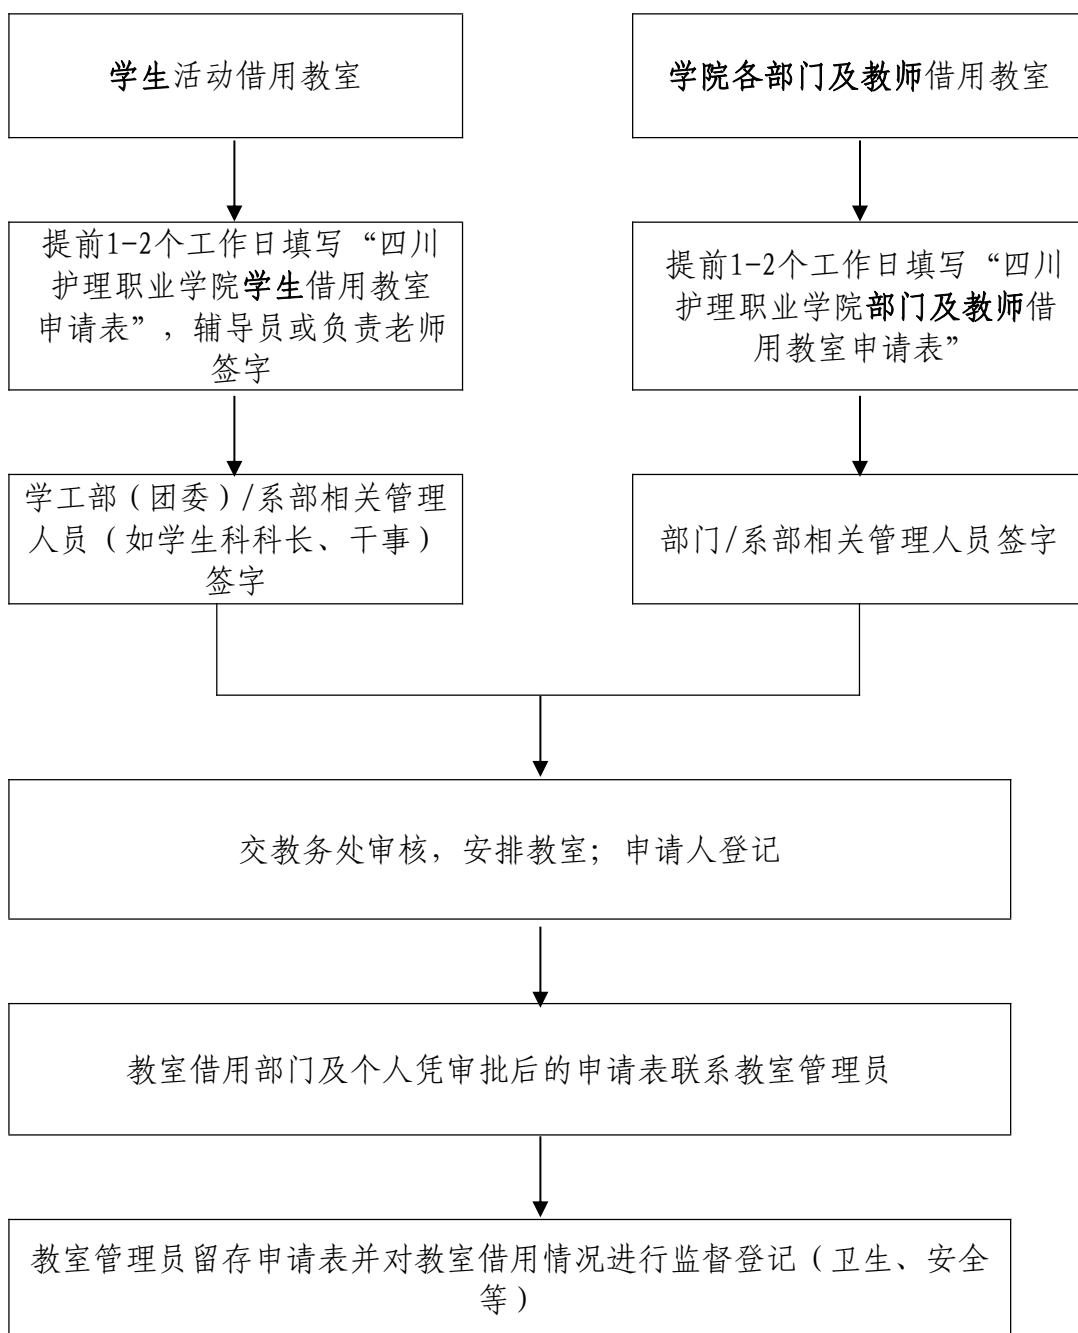 学生活动借用教室
学院各部门及教师借用教室
提前1-2个工作日填写“四川
护理职业学院学生借用教室
申请表”，辅导员或负责老师
签字
提前1-2个工作日填写“四川
护理职业学院部门及教师借
用教室申请表”
学工部（团委）/系部相关管理
人员（如学生科科长、干事）
签字
部门/系部相关管理人员签字
交教务处审核，安排教室；申请人登记
教室借用部门及个人凭审批后的申请表联系教室管理员
教室管理员留存申请表并对教室借用情况进行监督登记（卫生、安全
等）